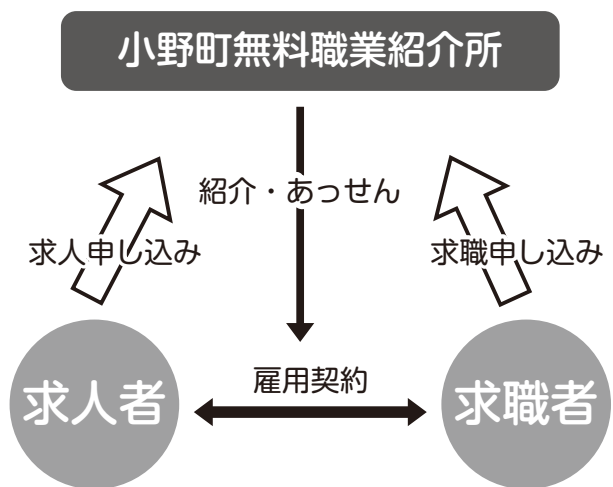 小野町無料職業紹介所
紹介・あっせん
求人申し込み
求職申し込み
雇用契約
求人者
求職者